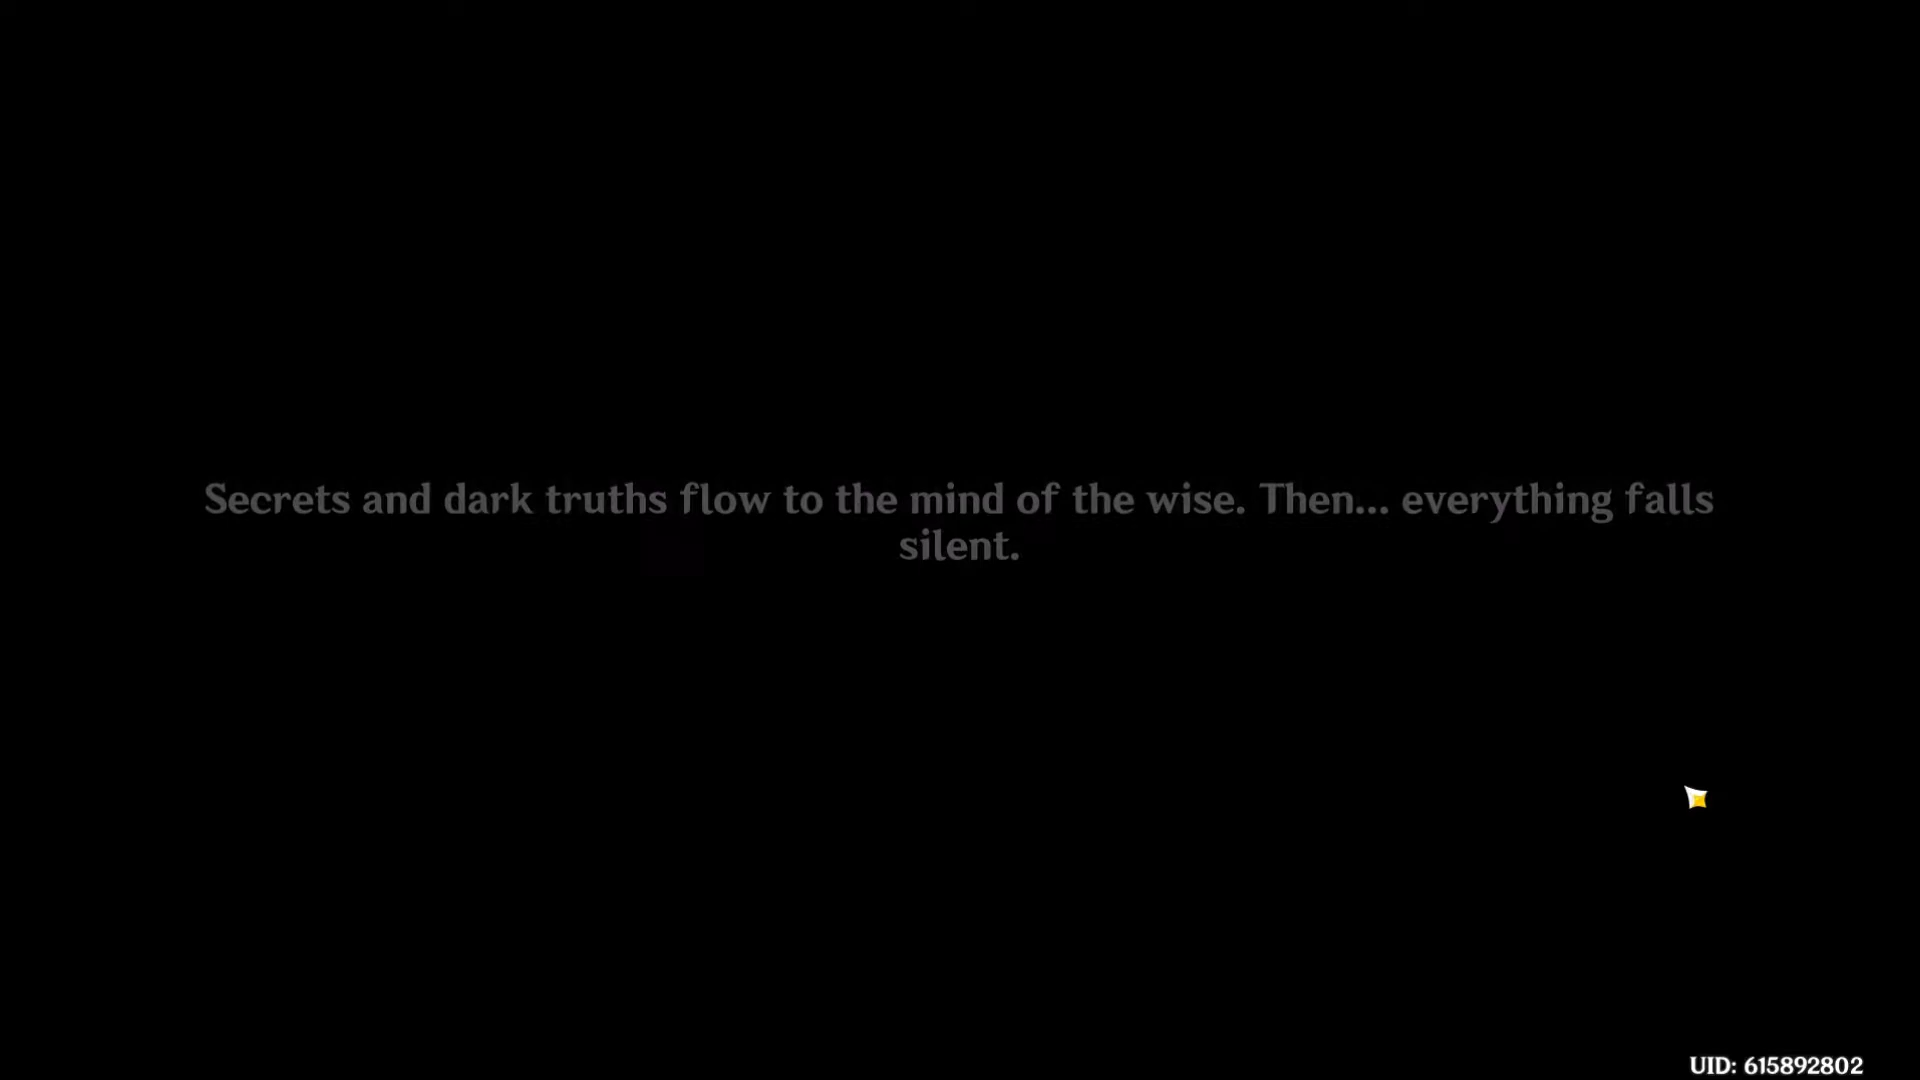 Secrets and dark truths flow to the mind of the wise. Then... everything falls
silent.
UID: 615892802